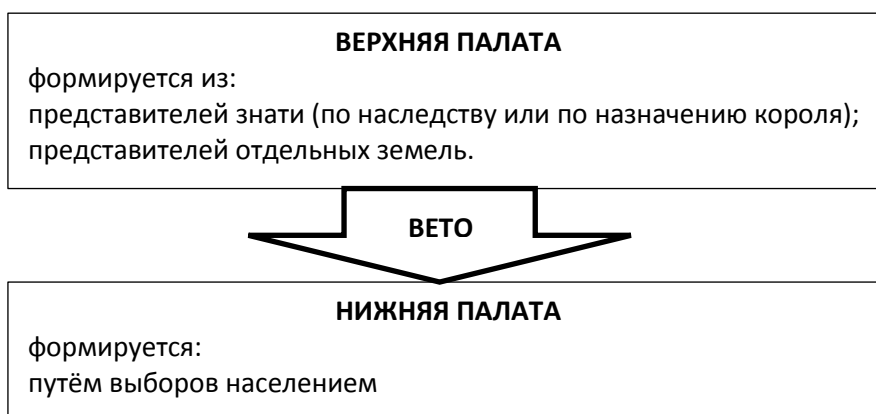 ВЕРХНЯЯ ПАЛАТА
формируется из:
представителей знати (по наследству или по назначению короля);
представителей отдельных земель.
ВЕТО
НИЖНЯЯ ПАЛАТА
формируется:
путём выборов населением